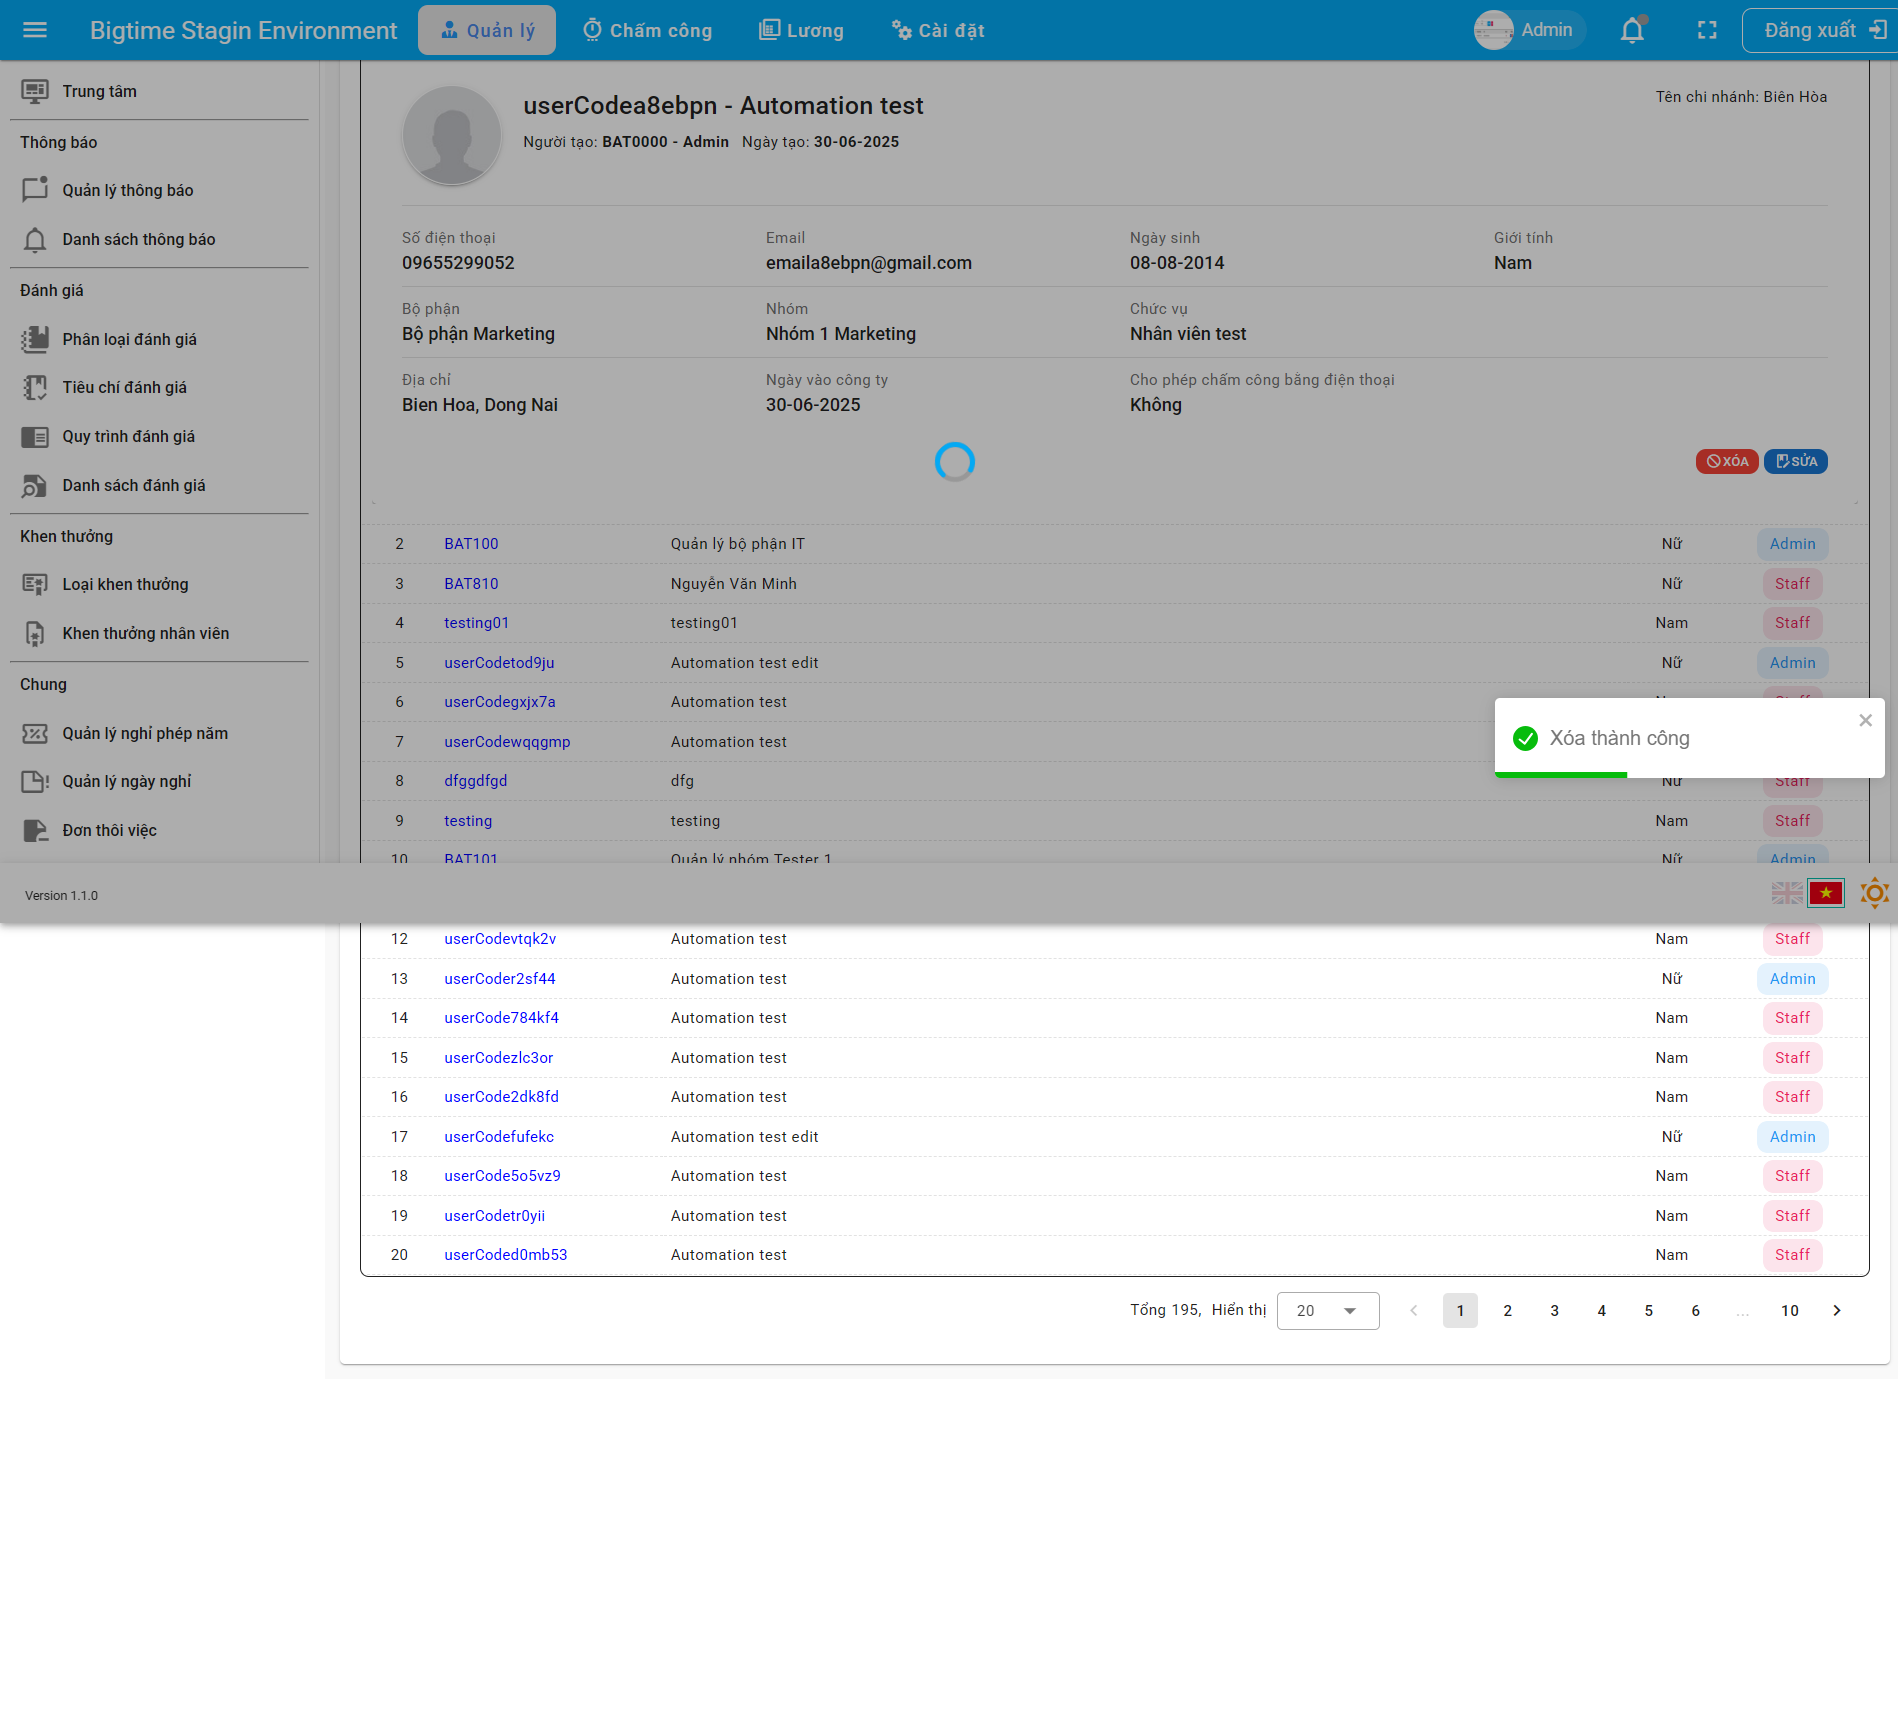 Bigtime Stagin Environment
Quản lý
Chấm công
Lương
Cài đặt
Admin
Đăng xuất
Trung tâm
Thông báo
Quản lý thông báo
Danh sách thông báo
Đánh giá
Phân loại đánh giá
Tiêu chí đánh giá
Quy trình đánh giá
Danh sách đánh giá
Khen thưởng
Loại khen thưởng
Khen thưởng nhân viên
Chung
Quản lý nghỉ phép năm
Quản lý ngày nghỉ
Đơn thôi việc
Version 1.1.0
userCodea8ebpn - Automation test
Người tạo: BAT0000 - Admin Ngày tạo: 30-06-2025
Tên chi nhánh: Biên Hòa
Số điện thoại Email Ngày sinh Giới tính
09655299052 emaila8ebpn@gmail.com 08-08-2014 Nam
Bộ phận Nhóm Chức vụ
Bộ phận Marketing Nhóm 1 Marketing Nhân viên test
Địa chỉ Ngày vào công ty Cho phép chấm công bằng điện thoại
Bien Hoa, Dong Nai 30-06-2025 Không
XÓA SỬA
2 BAT100 Quản lý bộ phận IT Nữ Admin
3 BAT810 Nguyễn Văn Minh Nữ Staff
4 testing01 testing01 Nam Staff
5 userCodetod9ju Automation test edit Nữ Admin
6 userCodegxjx7a Automation test
7 userCodewqqgmp Automation test
Xóa thành công
8 dfggdfgd dfg Nữ Staff
9 testing testing Nam Staff
10 BAT101 Quản lý nhóm Tester 1 Nữ Admin
12 userCodevtqk2v Automation test Nam Staff
13 userCoder2sf44 Automation test Nữ Admin
14 userCode784kf4 Automation test Nam Staff
15 userCodezlc3or Automation test Nam Staff
16 userCode2dk8fd Automation test Nam Staff
17 userCodefufekc Automation test edit Nữ Admin
18 userCode5o5vz9 Automation test Nam Staff
19 userCodetr0yii Automation test Nam Staff
20 userCoded0mb53 Automation test Nam Staff
Tổng 195, Hiển thị 20 1 2 3 4 5 6 ... 10